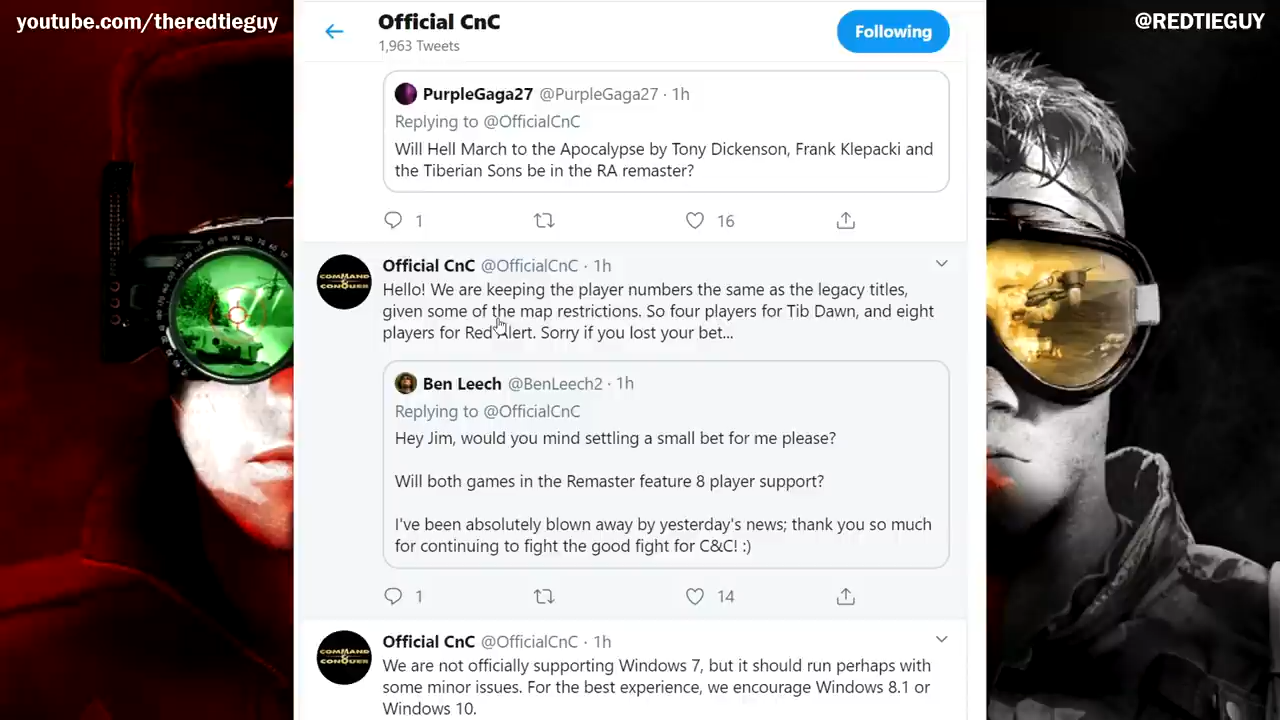 youtube.com/theredtieguy
@REDTIEGUY
Official CnC
1,963 Tweets
Following
PurpleGaga27 @PurpleGaga27 · 1h
Replying to @OfficialCnC
Will Hell March to the Apocalypse by Tony Dickenson, Frank Klepacki and
the Tiberian Sons be in the RA remaster?
1
16
COMMAND & CONQUER
Official CnC @OfficialCnC · 1h
Hello! We are keeping the player numbers the same as the legacy titles,
given some of the map restrictions. So four players for Tib Dawn, and eight
players for Red Alert. Sorry if you lost your bet...
Ben Leech @BenLeech2 · 1h
Replying to @OfficialCnC
Hey Jim, would you mind settling a small bet for me please?
Will both games in the Remaster feature 8 player support?
I've been absolutely blown away by yesterday's news; thank you so much
for continuing to fight the good fight for C&C! :)
1
14
COMMAND & CONQUER
Official CnC @OfficialCnC · 1h
We are not officially supporting Windows 7, but it should run perhaps with
some minor issues. For the best experience, we encourage Windows 8.1 or
Windows 10.